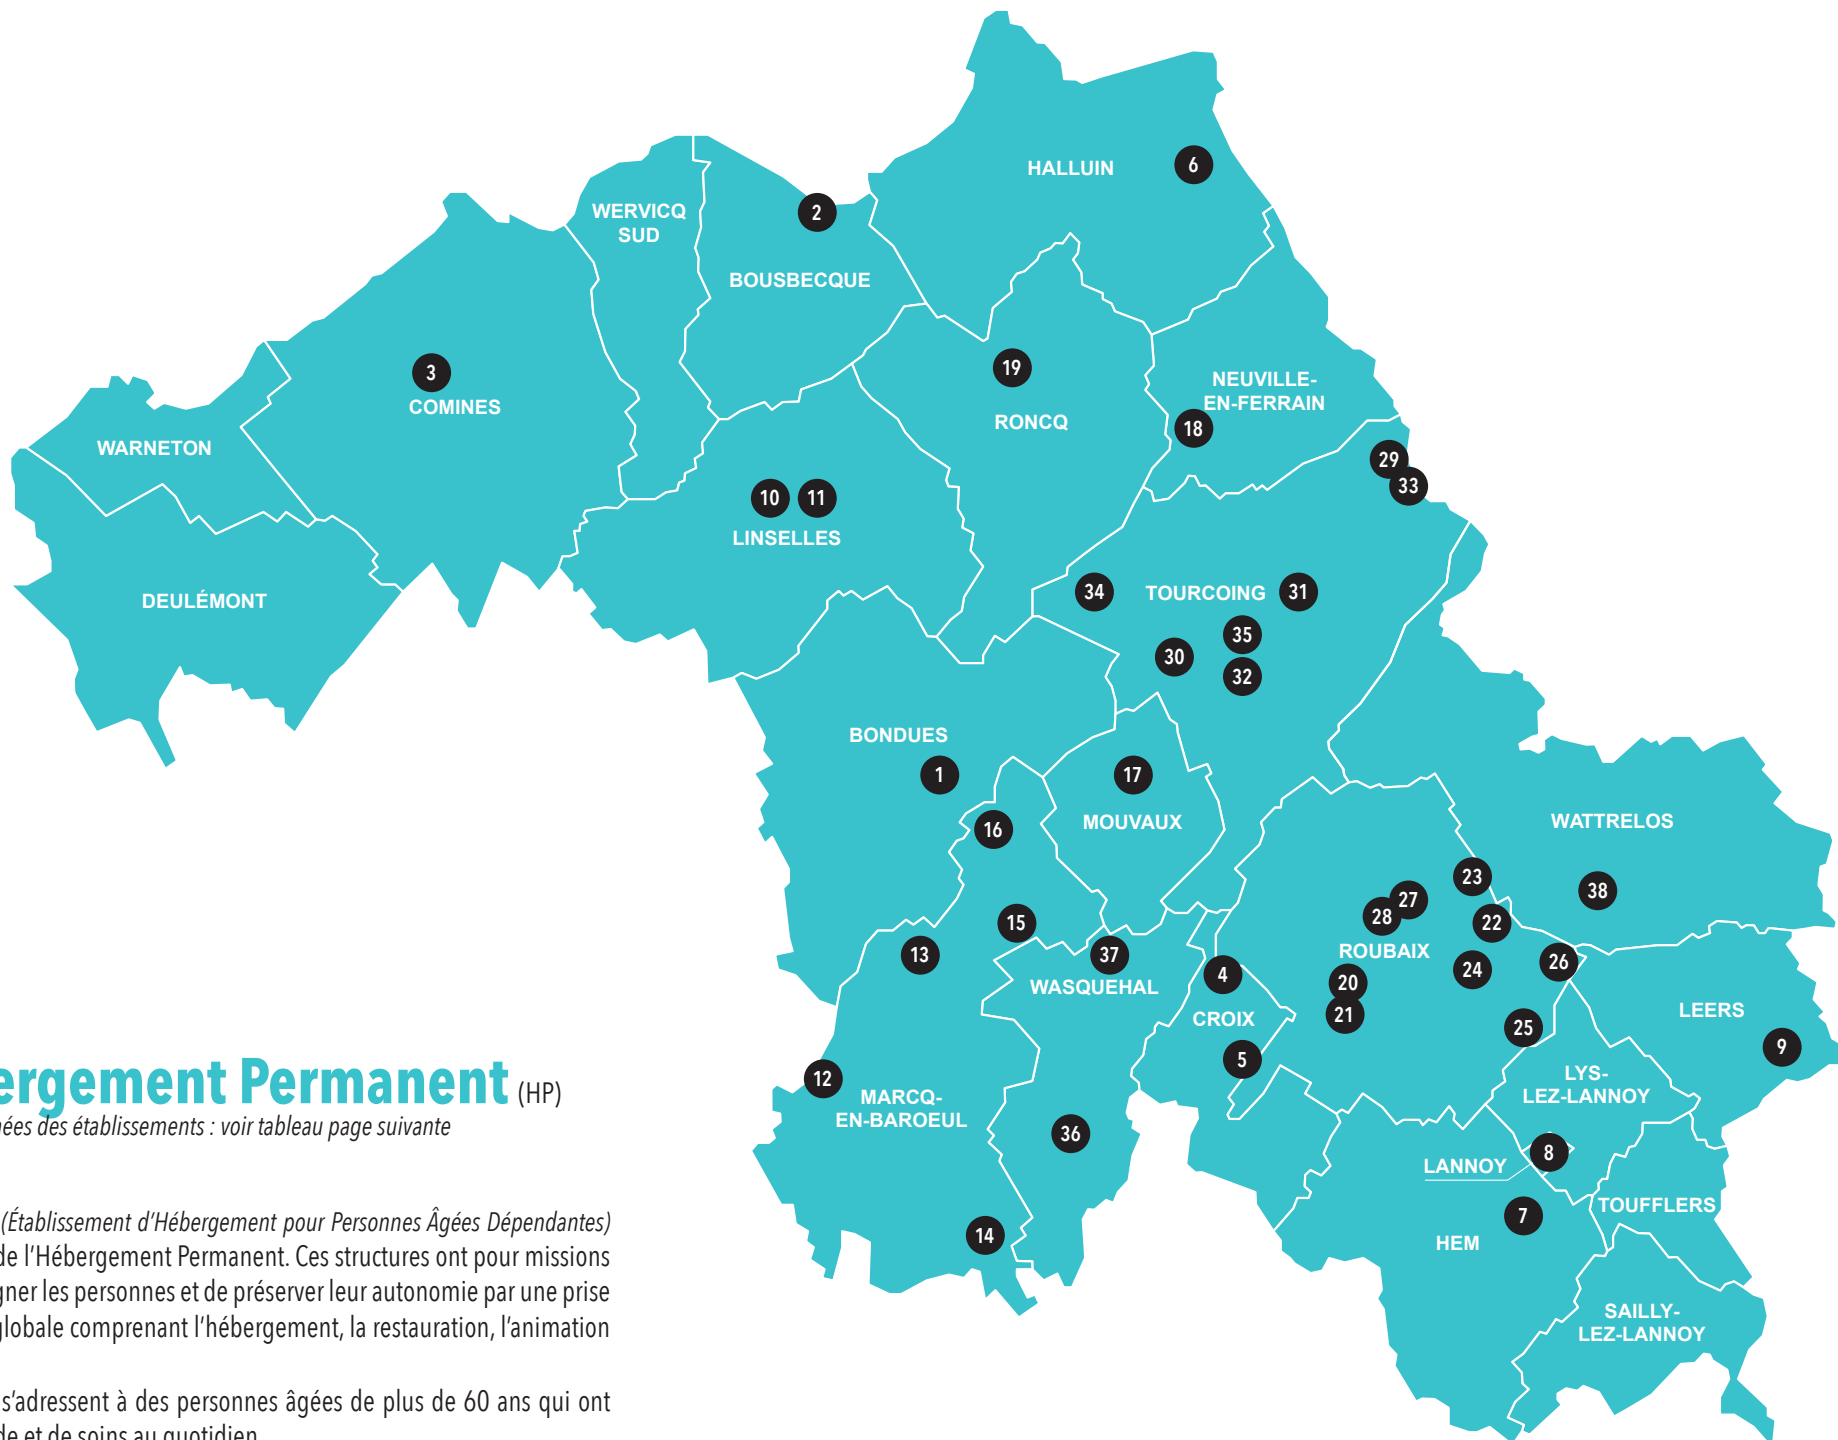 HALLUIN
6
WERVICQ
SUD
2
BOUSBECQUE
3
COMINES
19
RONCQ
NEUVILLE-
EN-FERRAIN
18
WARNETON
29
33
10
11
LINSELLES
DEULÉMONT
34
TOURCOING
31
35
30
32
BONDUES
1
17
MOUVAUX
16
WATTRELOS
23
38
27
28
22
ROUBAIX
15
13
37
WASQUEHAL
4
24
26
20
21
CROIX
LEERS
25
9
5
12
MARCQ-
EN-BAROEUL
36
LYS-
LEZ-LANNOY
8
LANNOY
TOUFFLERS
7
HEM
14
SAILLY-
LEZ-LANNOY
ergement Permanent (HP)
ées des établissements : voir tableau page suivante
(Établissement d'Hébergement pour Personnes Âgées Dépendantes)
de l'Hébergement Permanent. Ces structures ont pour missions
gner les personnes et de préserver leur autonomie par une prise
globale comprenant l'hébergement, la restauration, l'animation
s'adressent à des personnes âgées de plus de 60 ans qui ont
de et de soins au quotidien.